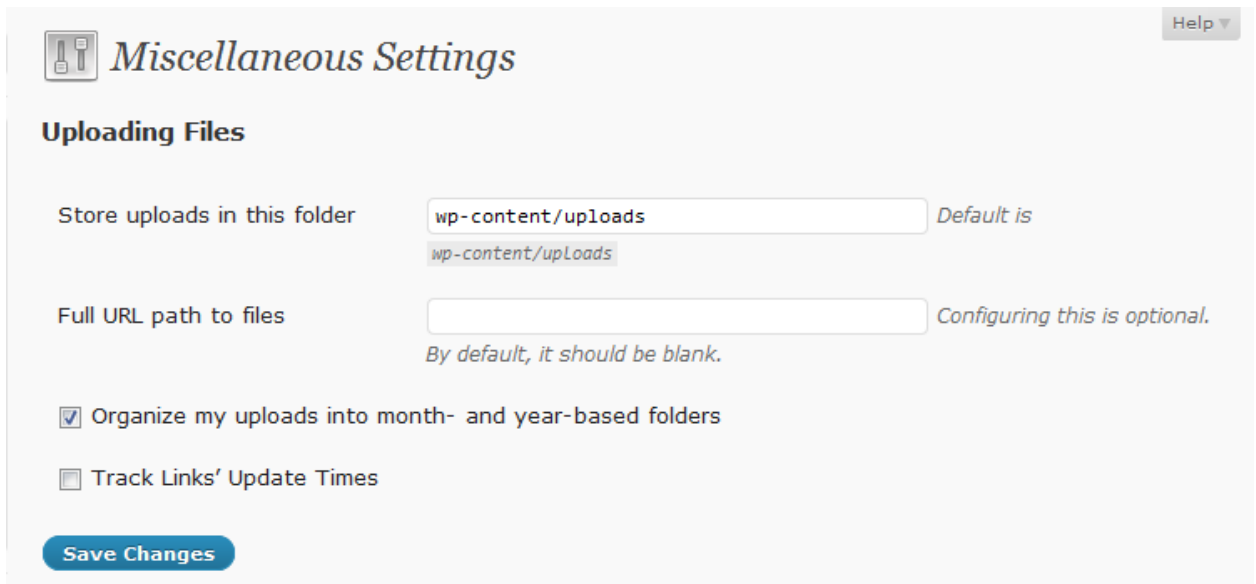 Help
Miscellaneous Settings
Uploading Files
Store uploads in this folder wp-content/uploads Default is
wp-content/uploads
Full URL path to files Configuring this is optional.
By default, it should be blank.
Organize my uploads into month- and year-based folders
Track Links’ Update Times
Save Changes